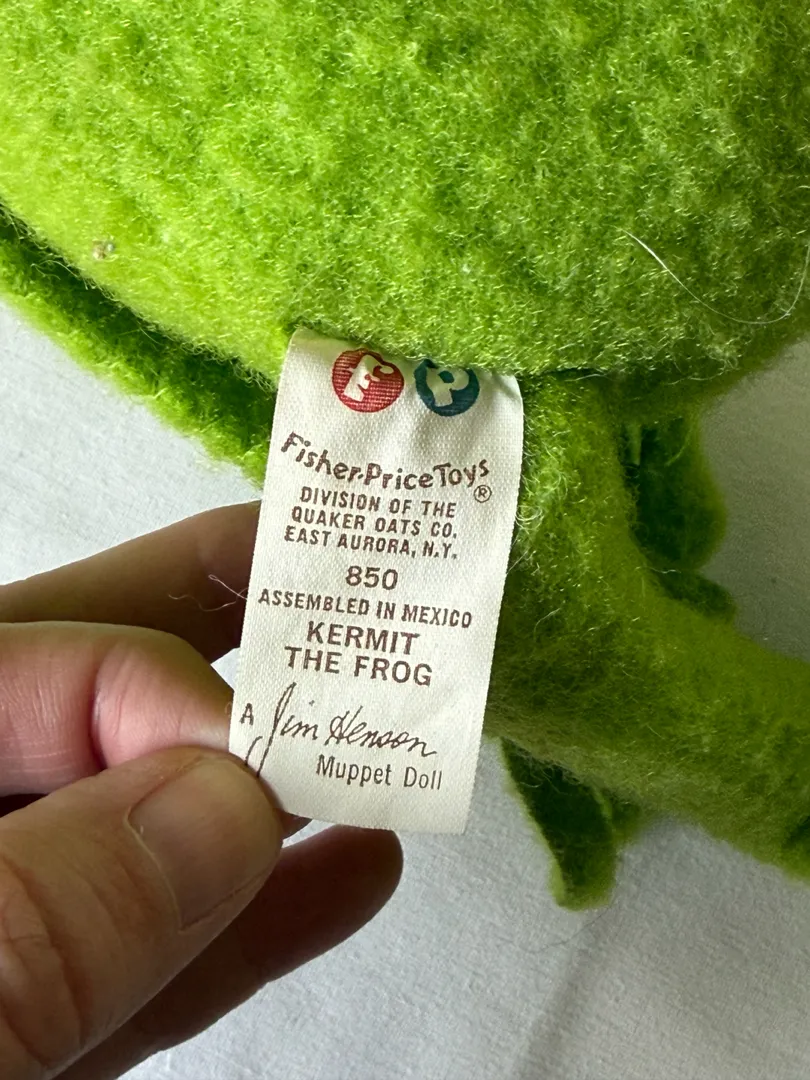 F P
Fisher-Price Toys®
DIVISION OF THE
QUAKER OATS CO.
EAST AURORA, N.Y.
850
ASSEMBLED IN MEXICO
KERMIT
THE FROG
A Jim Henson
Muppet Doll